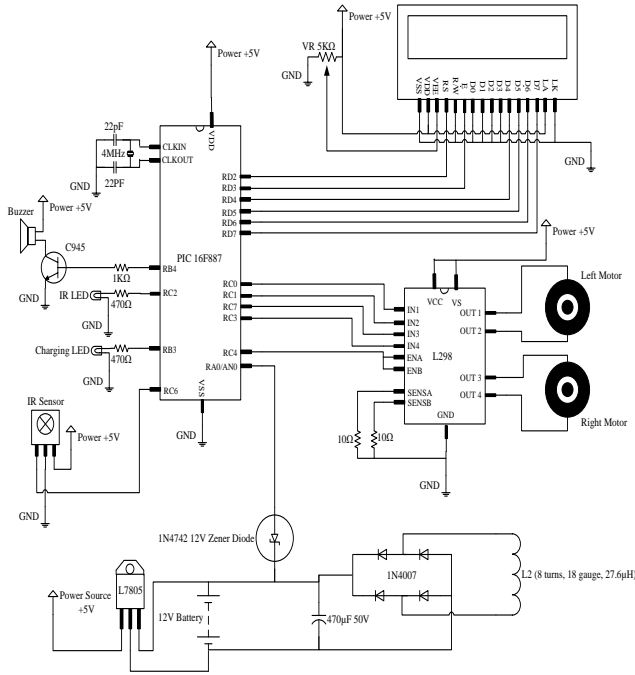 Power +5V
VR 5KΩ
GND
VSS
VDD
VEE
RS
R/W
E
D0
D1
D2
D3
D4
D5
D6
D7
LA
LK
GND
Power +5V
VDD
22pF
4MHz
22PF
GND
CLKIN
CLKOUT
RD2
RD3
RD4
RD5
RD6
RD7
Buzzer
Power +5V
C945
GND
1KΩ
RB4
PIC 16F887
IR LED
470Ω
RC2
GND
Charging LED
470Ω
RB3
GND
RC0
RC1
RC7
RC3
RC4
RA0/AN0
RC6
VSS
GND
Power +5V
VCC
VS
IN1
IN2
IN3
IN4
ENA
ENB
L298
SENSA
SENSB
GND
OUT 1
OUT 2
OUT 3
OUT 4
Left Motor
Right Motor
10Ω
10Ω
GND
IR Sensor
Power +5V
GND
1N4742 12V Zener Diode
L7805
Power Source
+5V
12V Battery
470μF 50V
1N4007
L2 (8 turns, 18 gauge, 27.6μH)